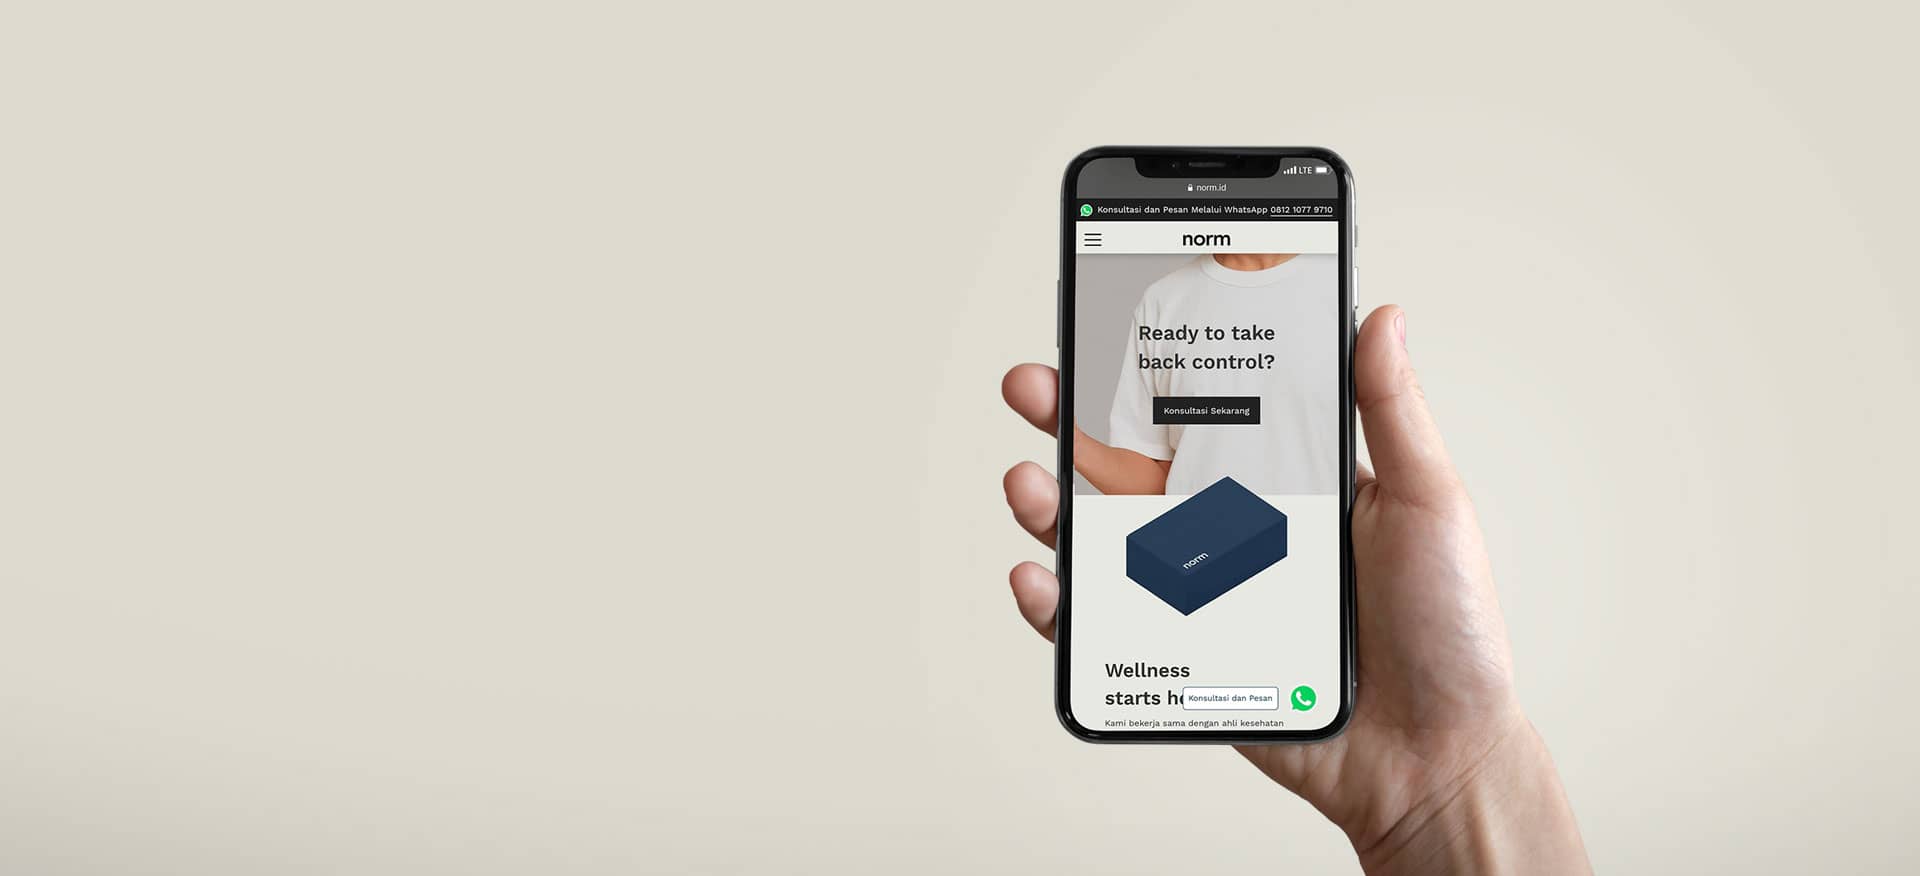 LTE
norm.id
Konsultasi dan Pesan Melalui WhatsApp 0812 1077 9710
norm
Ready to take
back control?
Konsultasi Sekarang
norm
Wellness
starts he
Konsultasi dan Pesan
Kami bekerja sama dengan ahli kesehatan